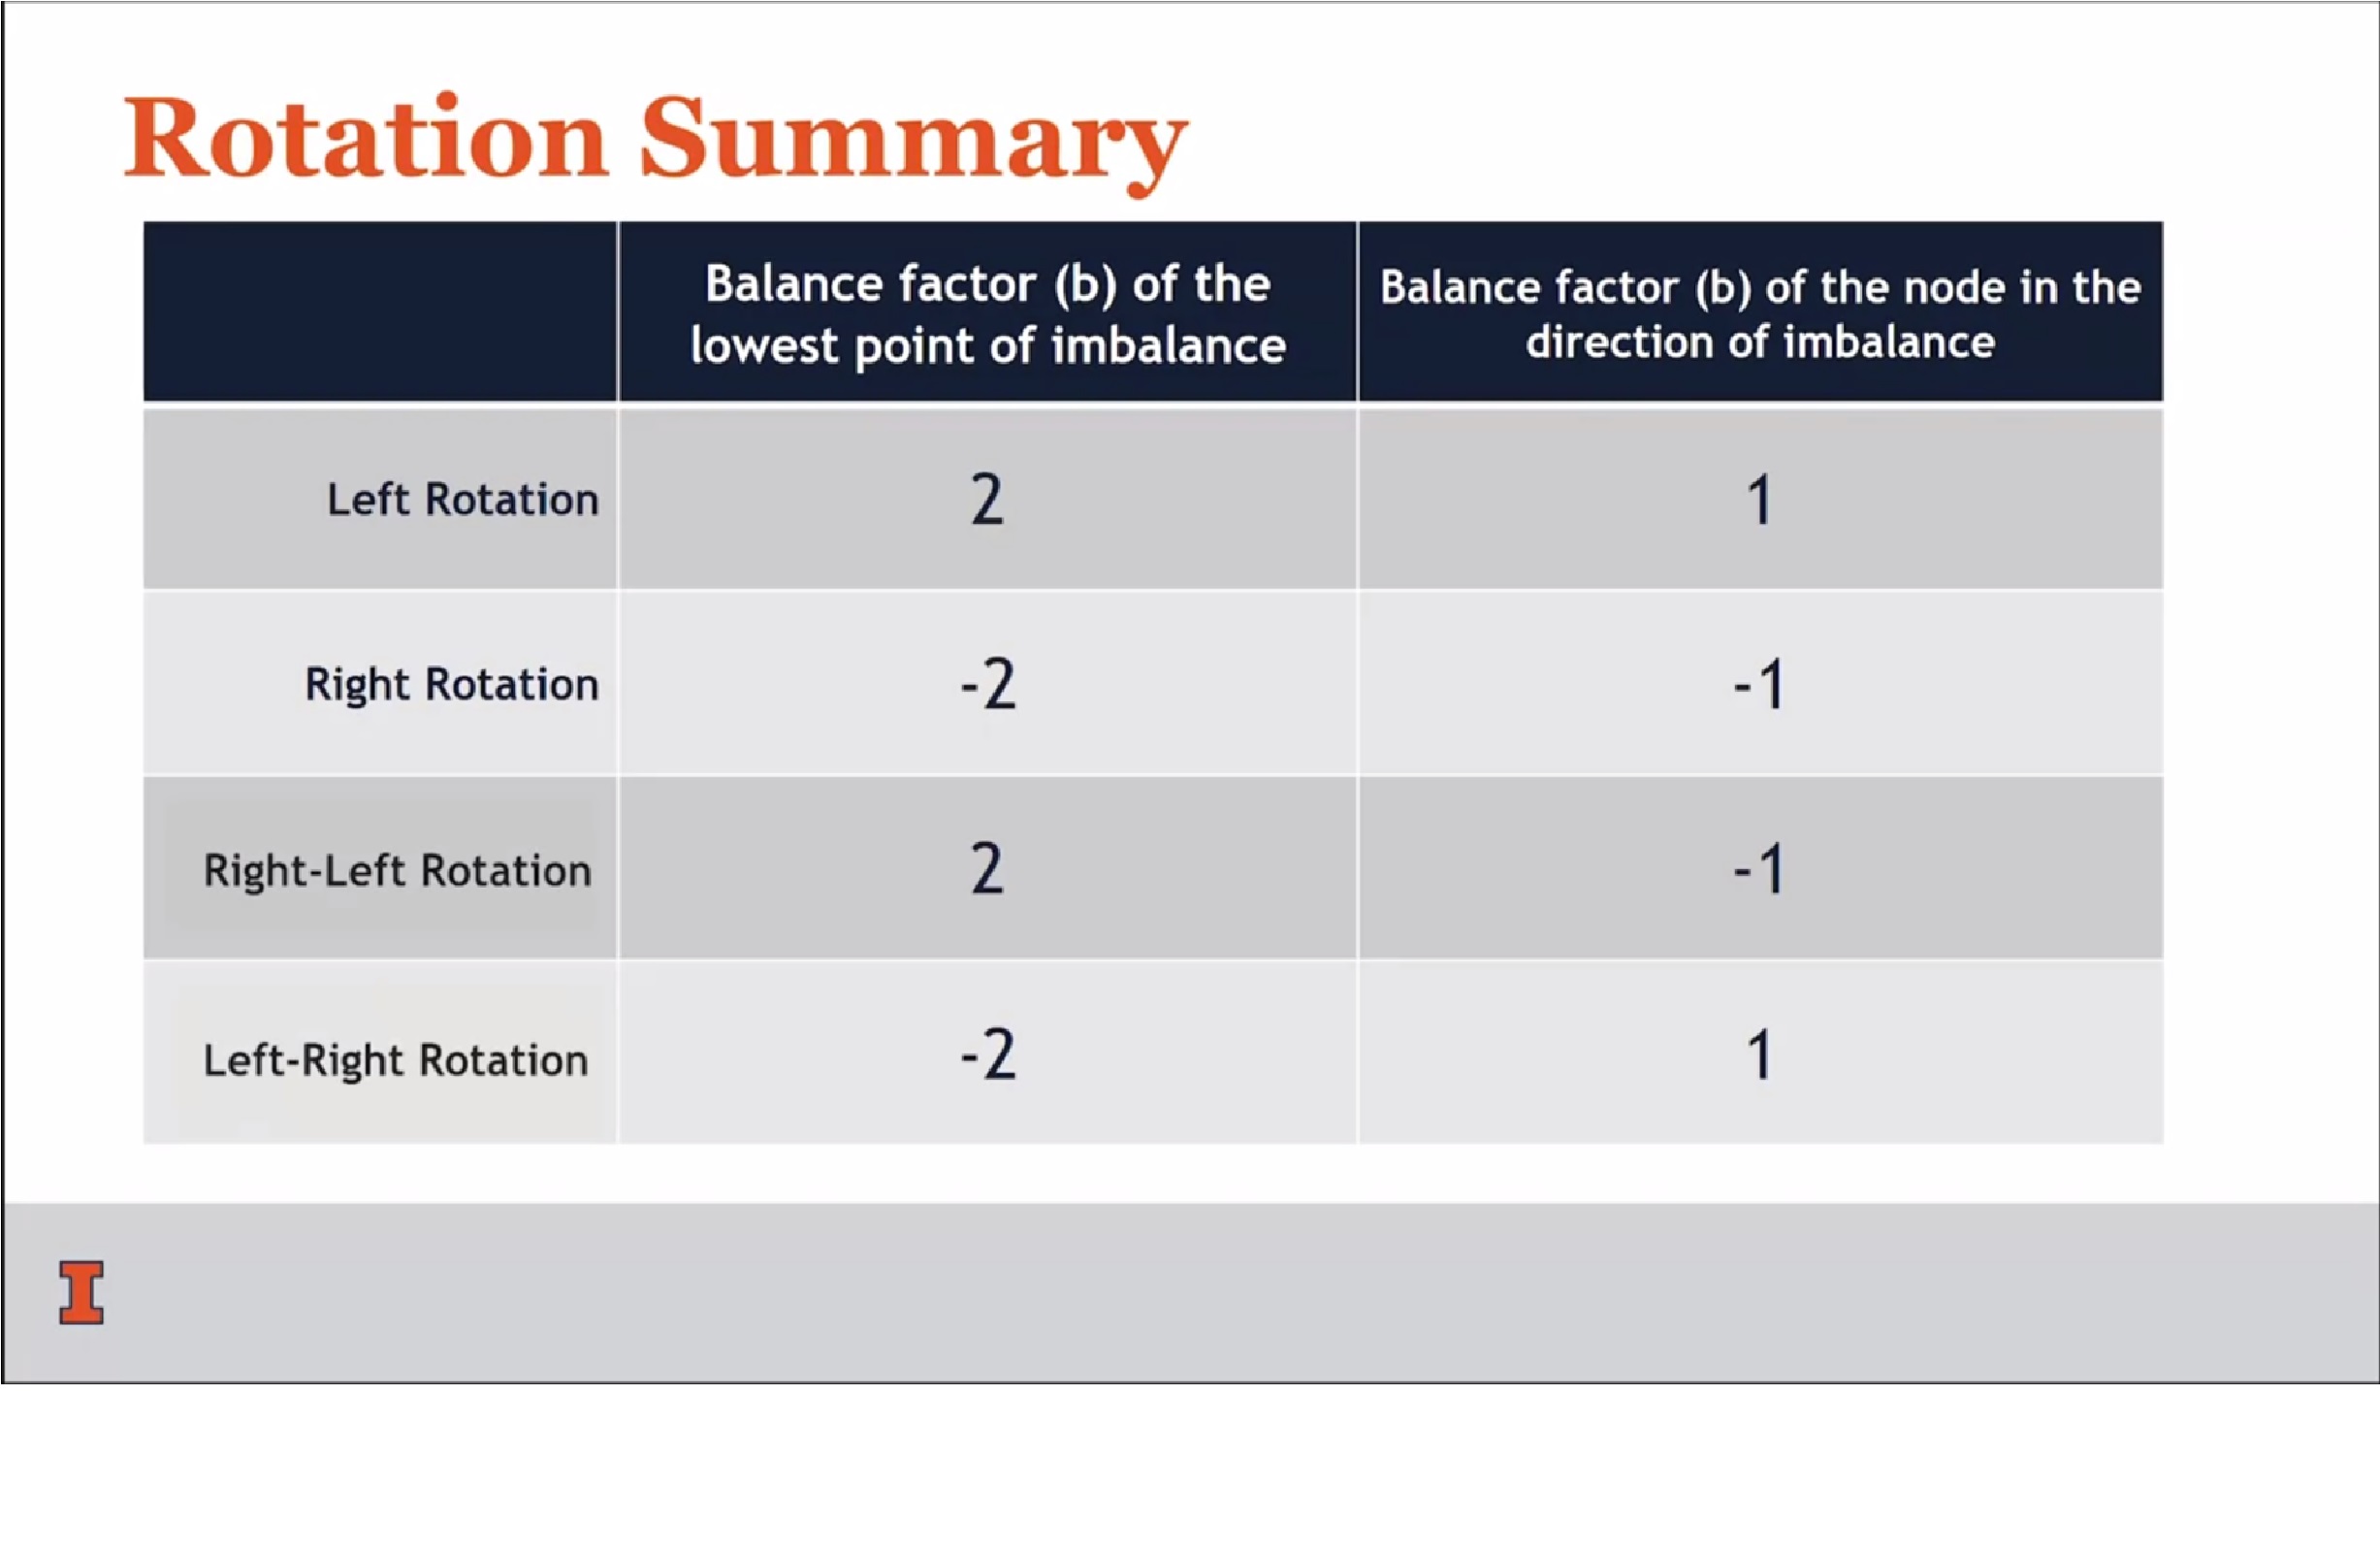 Rotation Summary
Balance factor (b) of the
lowest point of imbalance
Balance factor (b) of the node in the
direction of imbalance
Left Rotation
2
1
Right Rotation
-2
-1
Right-Left Rotation
2
-1
Left-Right Rotation
-2
1
I